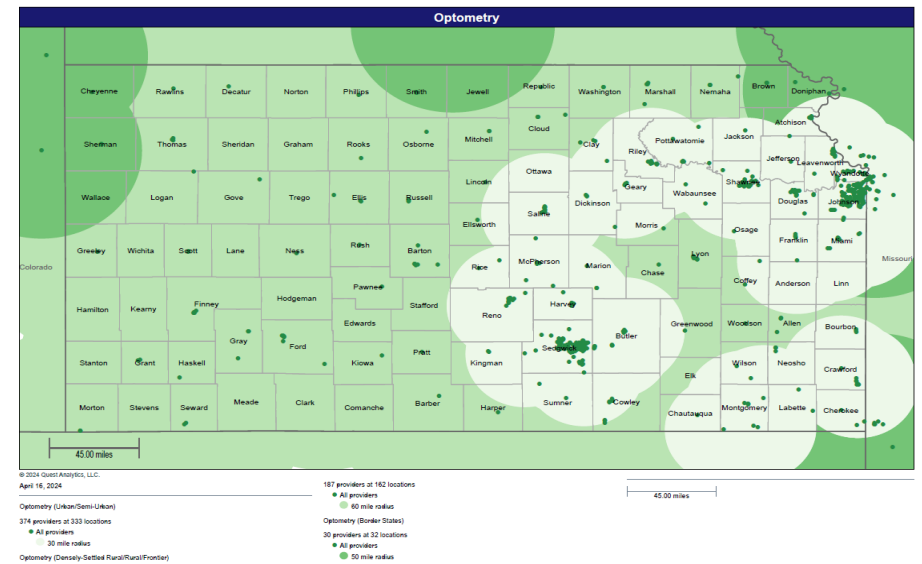 Optometry
Cheyenne Rawlins Decatur Norton Phillips Smith Jewell Republic Washington Marshall Nemaha Brown Doniphan
Atchison
Sherman Thomas Sheridan Graham Rooks Osborne Mitchell Cloud Clay Riley Pottawatomie Jackson
Jefferson Leavenworth
Wyandotte
Wallace Logan Gove Trego Ellis Russell Lincoln Ottawa Dickinson Geary Wabaunsee Shawnee Douglas Johnson
Saline
Ellsworth Morris Osage
Greeley Wichita Scott Lane Ness Rush Barton McPherson Marion Chase Lyon Franklin Miami
Colorado Rice Missouri
Hamilton Kearny Finney Hodgeman Pawnee Stafford Reno Harvey Coffey Anderson Linn
Gray Ford Edwards Sedgwick Butler Greenwood Woodson Allen Bourbon
Stanton Grant Haskell Kiowa Pratt Kingman Elk Wilson Neosho Crawford
Morton Stevens Seward Meade Clark Comanche Barber Harper Sumner Cowley Chautauqua Montgomery Labette Cherokee
45.00 miles
© 2024 Quest Analytics, LLC.
April 16, 2024
Optometry (Urban/Semi-Urban)
374 providers at 333 locations
All providers
30 mile radius
Optometry (Densely-Settled Rural/Rural/Frontier)
187 providers at 162 locations
All providers
60 mile radius
Optometry (Border States)
30 providers at 32 locations
All providers
50 mile radius
45.00 miles